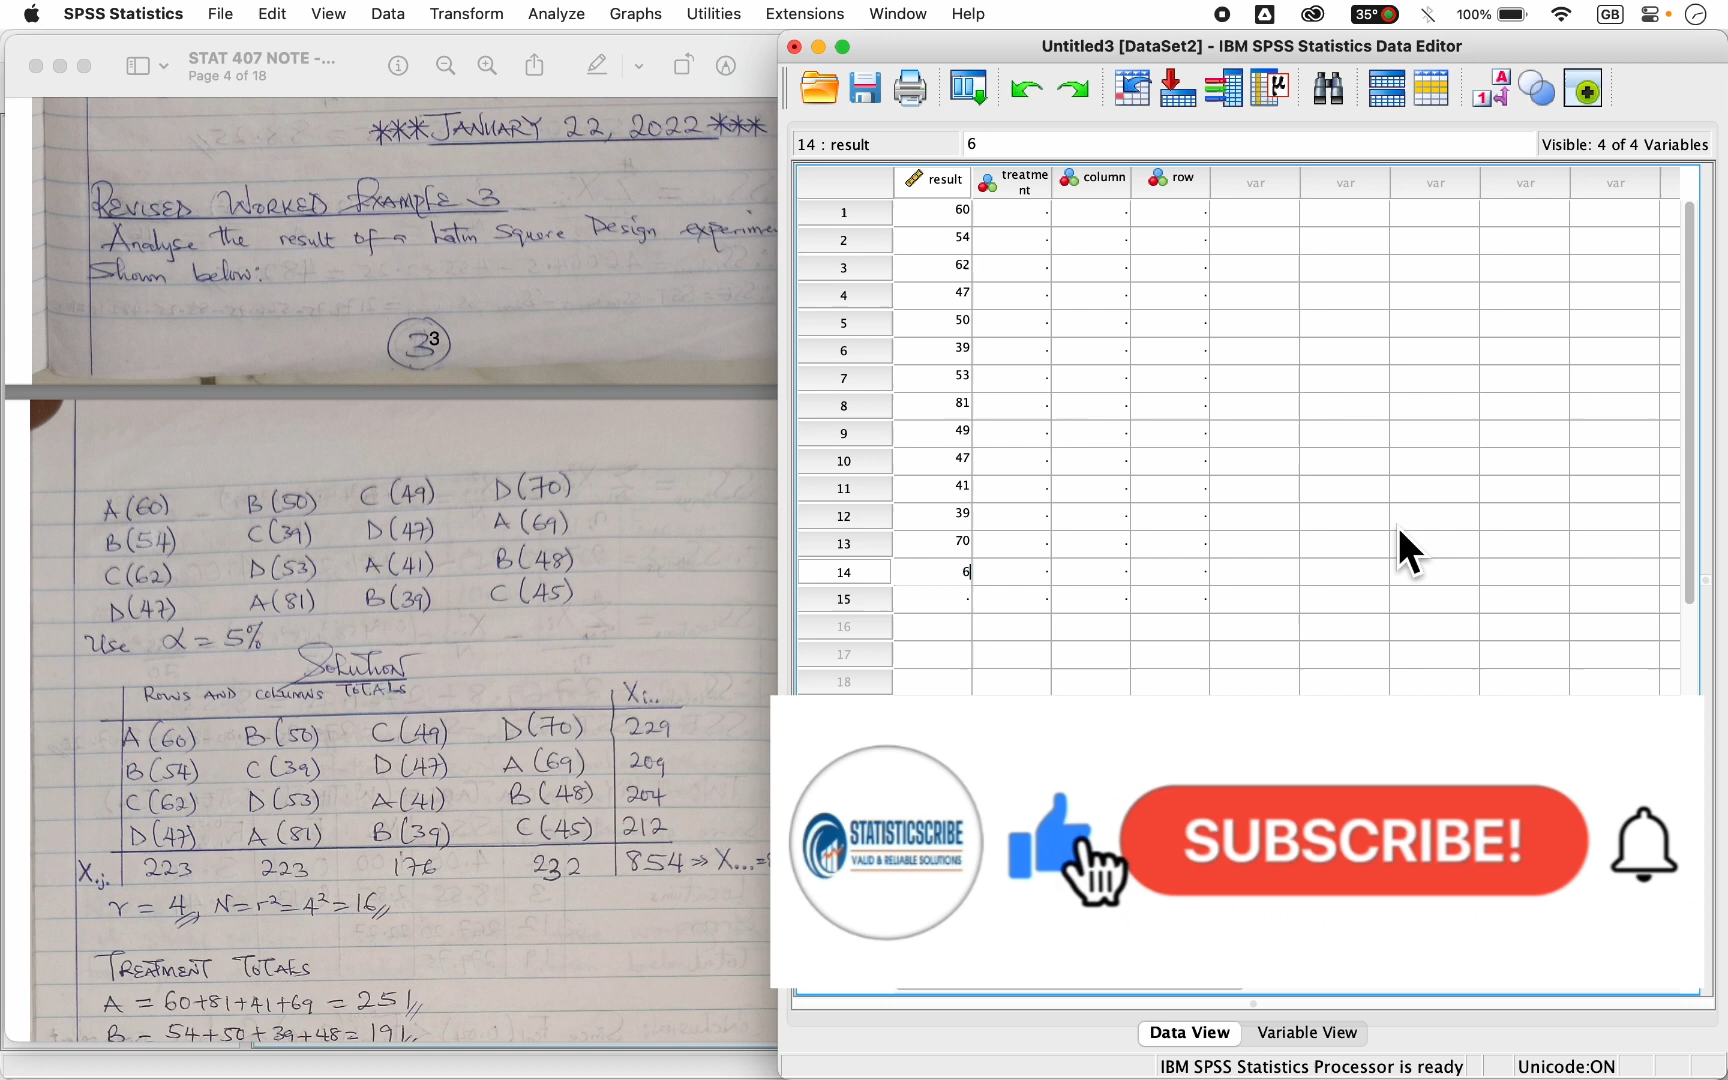 SPSS Statistics File Edit View Data Transform Analyze Graphs Utilities Extensions Window Help 35° 100% GB
STAT 407 NOTE -...
Page 4 of 18
***JANUARY 22, 2022***
REVISED WORKED EXAMPLE 3
Analyse the result of a Latin Square Design experime
Shown below:
3
3
A(60) B(50) C(49) D(70)
B(54) C(39) D(47) A(69)
C(62) D(53) A(41) B(48)
D(47) A(81) B(39) C(45)
Use α = 5%
SOLUTION
ROWS AND COLUMNS TOTALS Xi..
A(60) B(50) C(49) D(70) 229
B(54) C(39) D(47) A(69) 209
C(62) D(53) A(41) B(48) 204
D(47) A(81) B(39) C(45) 212
X.j. 223 223 176 232 854 => X...=
r = 4, N=r²= 4² = 16
TREATMENT TOTALS
A = 60+81+41+69 = 251
B = 54+50+39+48 = 191
Untitled3 [DataSet2] - IBM SPSS Statistics Data Editor
14 : result 6 Visible: 4 of 4 Variables
result treatme
nt column row var var var var var
1 60 . . .
2 54 . . .
3 62 . . .
4 47 . . .
5 50 . . .
6 39 . . .
7 53 . . .
8 81 . . .
9 49 . . .
10 47 . . .
11 41 . . .
12 39 . . .
13 70 . . .
14 6 . . .
15 . . . .
16
17
18
STATISTICSCRIBE
VALID & RELIABLE SOLUTIONS
SUBSCRIBE!
Data View Variable View
IBM SPSS Statistics Processor is ready Unicode:ON